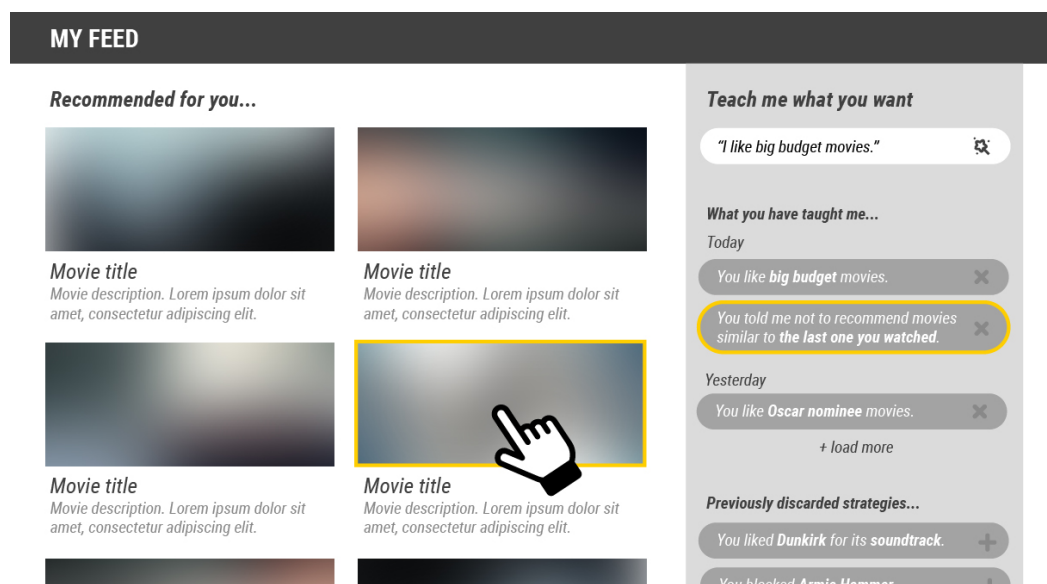 MY FEED
Recommended for you...
Movie title
Movie description. Lorem ipsum dolor sit
amet, consectetur adipiscing elit.
Movie title
Movie description. Lorem ipsum dolor sit
amet, consectetur adipiscing elit.
Movie title
Movie description. Lorem ipsum dolor sit
amet, consectetur adipiscing elit.
Movie title
Movie description. Lorem ipsum dolor sit
amet, consectetur adipiscing elit.
Teach me what you want
“I like big budget movies.”
What you have taught me...
Today
You like big budget movies.
You told me not to recommend movies
similar to the last one you watched.
Yesterday
You like Oscar nominee movies.
+ load more
Previously discarded strategies...
You liked Dunkirk for its soundtrack.
You blocked Armie Hammer.